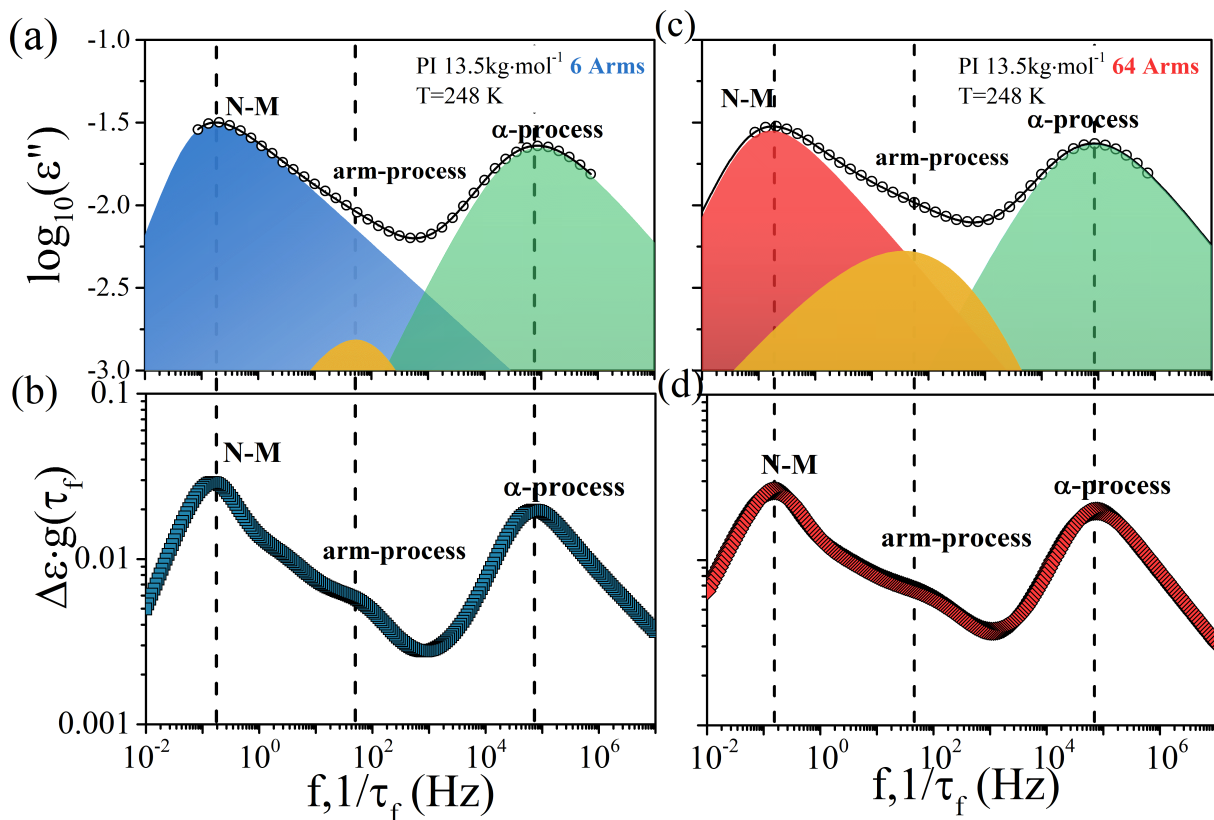 (a)
-1.0
-1.5
-2.0
-2.5
-3.0
log10(ε'')
PI 13.5kg·mol⁻¹ 6 Arms
T=248 K
N-M
arm-process
α-process
(c)
PI 13.5kg·mol⁻¹ 64 Arms
T=248 K
N-M
arm-process
α-process
(b)
0.1
0.01
0.001
Δε·g(τf)
N-M
arm-process
α-process
10⁻² 10⁰ 10² 10⁴ 10⁶
f,1/τf (Hz)
(d)
N-M
arm-process
α-process
10⁻² 10⁰ 10² 10⁴ 10⁶
f,1/τf (Hz)